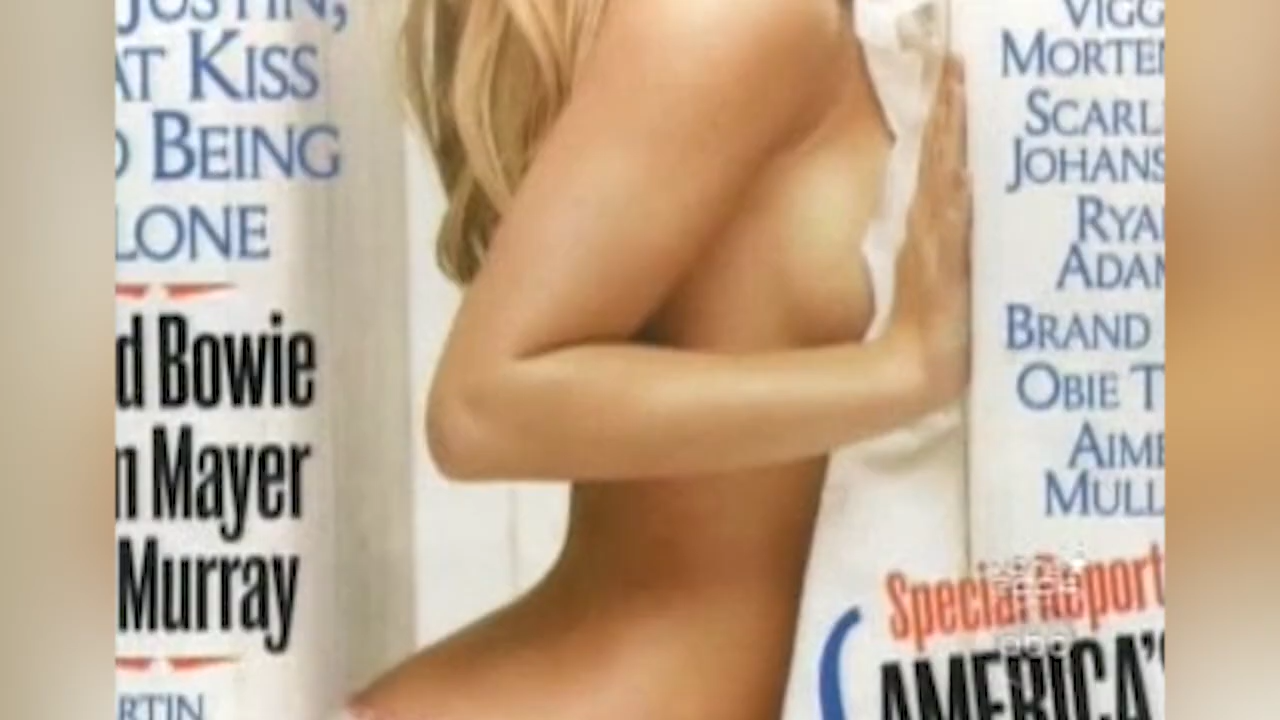 JUSTIN,
AT KISS
BEING
LONE
d Bowie
n Mayer
Murray
RTIN
VIGG
MORTEN
SCARL
JOHANS
RYA
ADAM
BRAND
OBIE T
AIME
MULL
Special Report
AMERICA'S